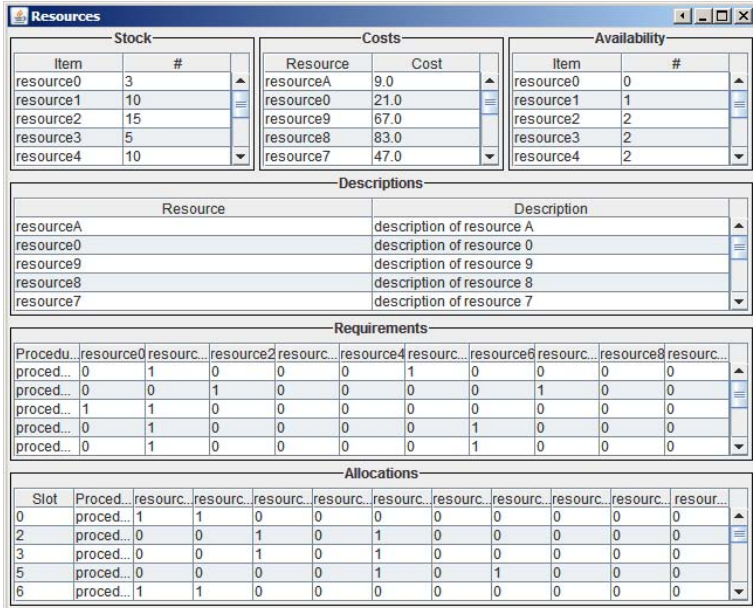 Resources
Stock Costs Availability
Item # Resource Cost Item #
resource0 3 resourceA 9.0 resource0 0
resource1 10 resource0 21.0 resource1 1
resource2 15 resource9 67.0 resource2 2
resource3 5 resource8 83.0 resource3 2
resource4 10 resource7 47.0 resource4 2
Descriptions
Resource Description
resourceA description of resource A
resource0 description of resource 0
resource9 description of resource 9
resource8 description of resource 8
resource7 description of resource 7
Requirements
Procedu... resource0 resourc... resource2 resourc... resource4 resourc... resource6 resourc... resource8 resourc...
proced... 0 1 0 0 0 1 0 0 0 0
proced... 0 0 1 0 0 0 0 1 0 0
proced... 1 1 0 0 0 0 0 0 0 0
proced... 0 1 0 0 0 0 1 0 0 0
proced... 0 1 0 0 0 0 1 0 0 0
Allocations
Slot Proced... resourc... resourc... resourc... resourc... resourc... resourc... resourc... resourc... resourc... resour...
0 proced... 1 1 0 0 0 0 0 0 0 0
2 proced... 0 0 1 0 1 0 0 0 0 0
3 proced... 0 0 1 0 1 0 0 0 0 0
5 proced... 0 0 0 0 1 0 1 0 0 0
6 proced... 1 1 0 0 0 0 0 0 0 0